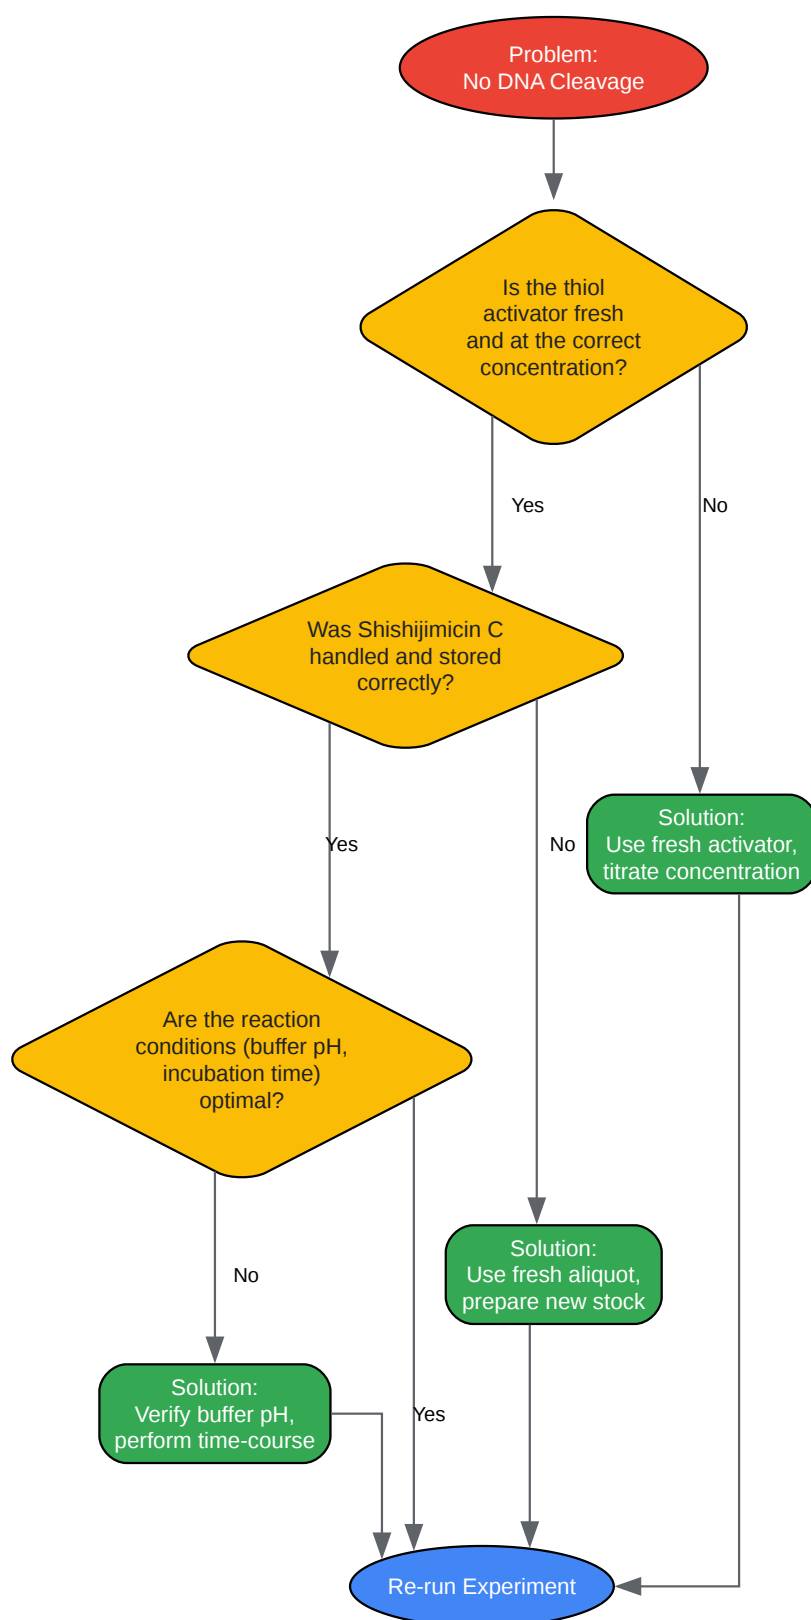 Problem:
No DNA Cleavage
Is the thiol
activator fresh
and at the correct
concentration?
Yes
No
Was Shishijimicin C
handled and stored
correctly?
Solution:
Use fresh activator,
titrate concentration
Yes
No
Are the reaction
conditions (buffer pH,
incubation time)
optimal?
Solution:
Use fresh aliquot,
prepare new stock
No
Solution:
Verify buffer pH,
perform time-course
Yes
Re-run Experiment